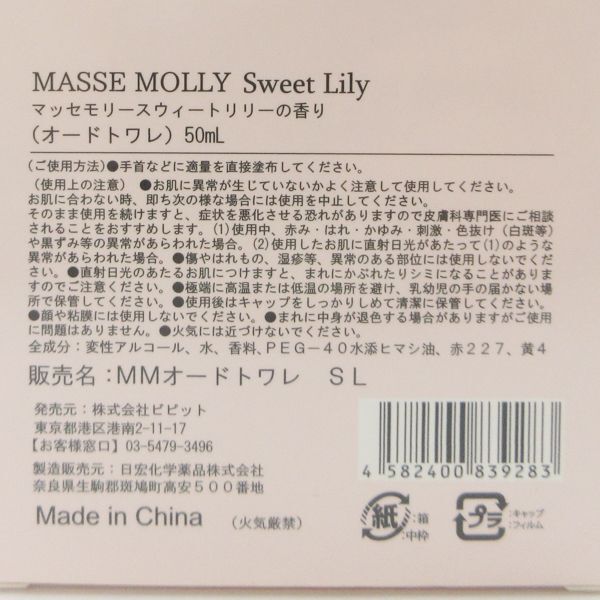 MASSE MOLLY Sweet Lily
マッセモリースウィートリリーの香り
(オードトワレ) 50mL
(ご使用方法)●手首などに適量を直接塗布してください。
(使用上の注意) ●お肌に異常が生じていないかよく注意して使用してください。
お肌に合わない時、即ち次の様な場合には使用を中止してください。
そのまま使用を続けますと、症状を悪化させる恐れがありますので皮膚科専門医にご相談
されることをおすすめします。(1)使用中、赤み・はれ・かゆみ・刺激・色抜け(白斑等)
や黒ずみ等の異常があらわれた場合。(2)使用したお肌に直射日光があたって(1)のような
異常があらわれた場合。●傷やはれもの、湿疹等、異常のある部位には使用しないでくだ
さい。●直射日光のあたるお肌につけますと、まれにかぶれたりシミになることがありま
すのでご注意ください。●極端に高温または低温の場所を避け、乳幼児の手の届かない場
所で保管してください。●使用後はキャップをしっかりしめて清潔に保管してください。
●顔や粘膜には使用しないでください。●まれに中身が退色する場合がありますがご使用
に問題はありません。●火気には近づけないでください。
全成分：変性アルコール、水、香料、PEG－40水添ヒマシ油、赤227、黄4
販売名：MMオードトワレ SL
発売元：株式会社ビビット
東京都港区港南2-11-17
【お客様窓口】03-5479-3496
製造販売元：日宏化学薬品株式会社
奈良県生駒郡斑鳩町高安500番地
Made in China (火気厳禁)
4 582400 839283
紙 :箱
:中枠
プラ :キャップ
:フィルム